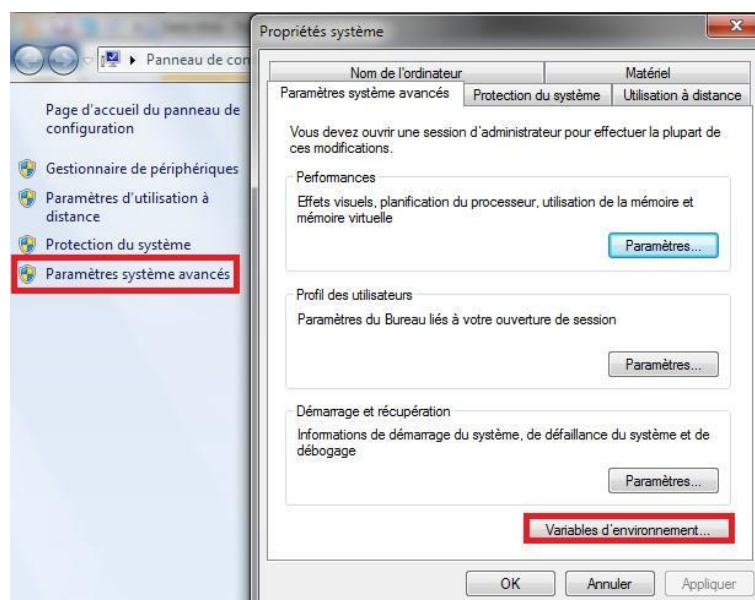 Panneau de con
Page d'accueil du panneau de
configuration
Gestionnaire de périphériques
Paramètres d'utilisation à
distance
Protection du système
Paramètres système avancés
Propriétés système
Nom de l'ordinateur
Matériel
Paramètres système avancés
Protection du système
Utilisation à distance
Vous devez ouvrir une session d'administrateur pour effectuer la plupart de
ces modifications.
Performances
Effets visuels, planification du processeur, utilisation de la mémoire et
mémoire virtuelle
Paramètres...
Profil des utilisateurs
Paramètres du Bureau liés à votre ouverture de session
Paramètres...
Démarrage et récupération
Informations de démarrage du système, de défaillance du système et de
débogage
Paramètres...
Variables d'environnement...
OK
Annuler
Appliquer